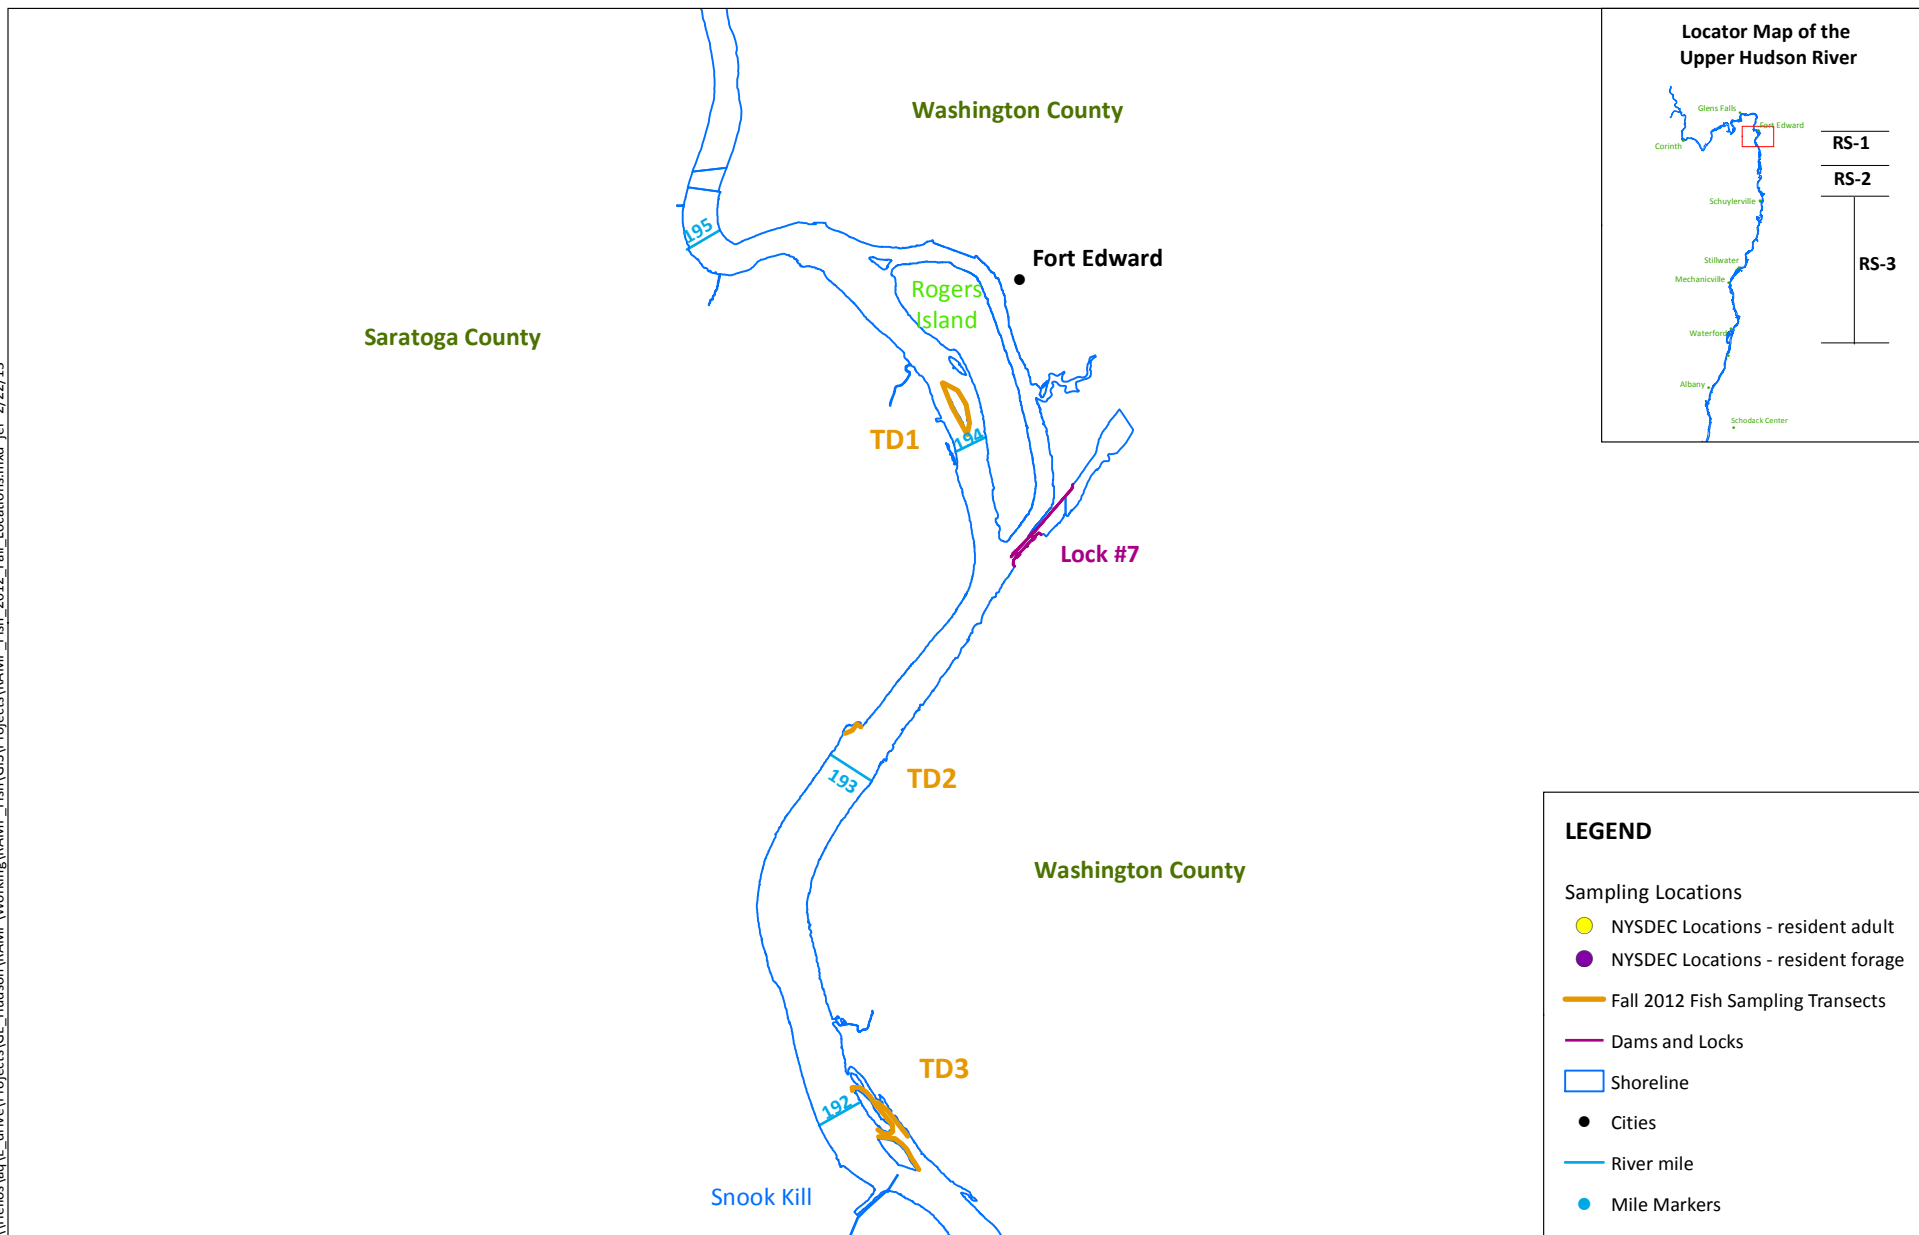 Locator Map of the
Upper Hudson River
Glens Falls
Fort Edward
Corinth
RS-1
RS-2
Schuylerville
Stillwater
RS-3
Mechanicville
Waterford
Albany
Schodack Center
Washington County
195
Fort Edward
Rogers
Island
Saratoga County
TD1
194
Lock #7
TD2
193
Washington County
TD3
192
Snook Kill
LEGEND
Sampling Locations
NYSDEC Locations - resident adult
NYSDEC Locations - resident forage
Fall 2012 Fish Sampling Transects
Dams and Locks
Shoreline
Cities
River mile
Mile Markers